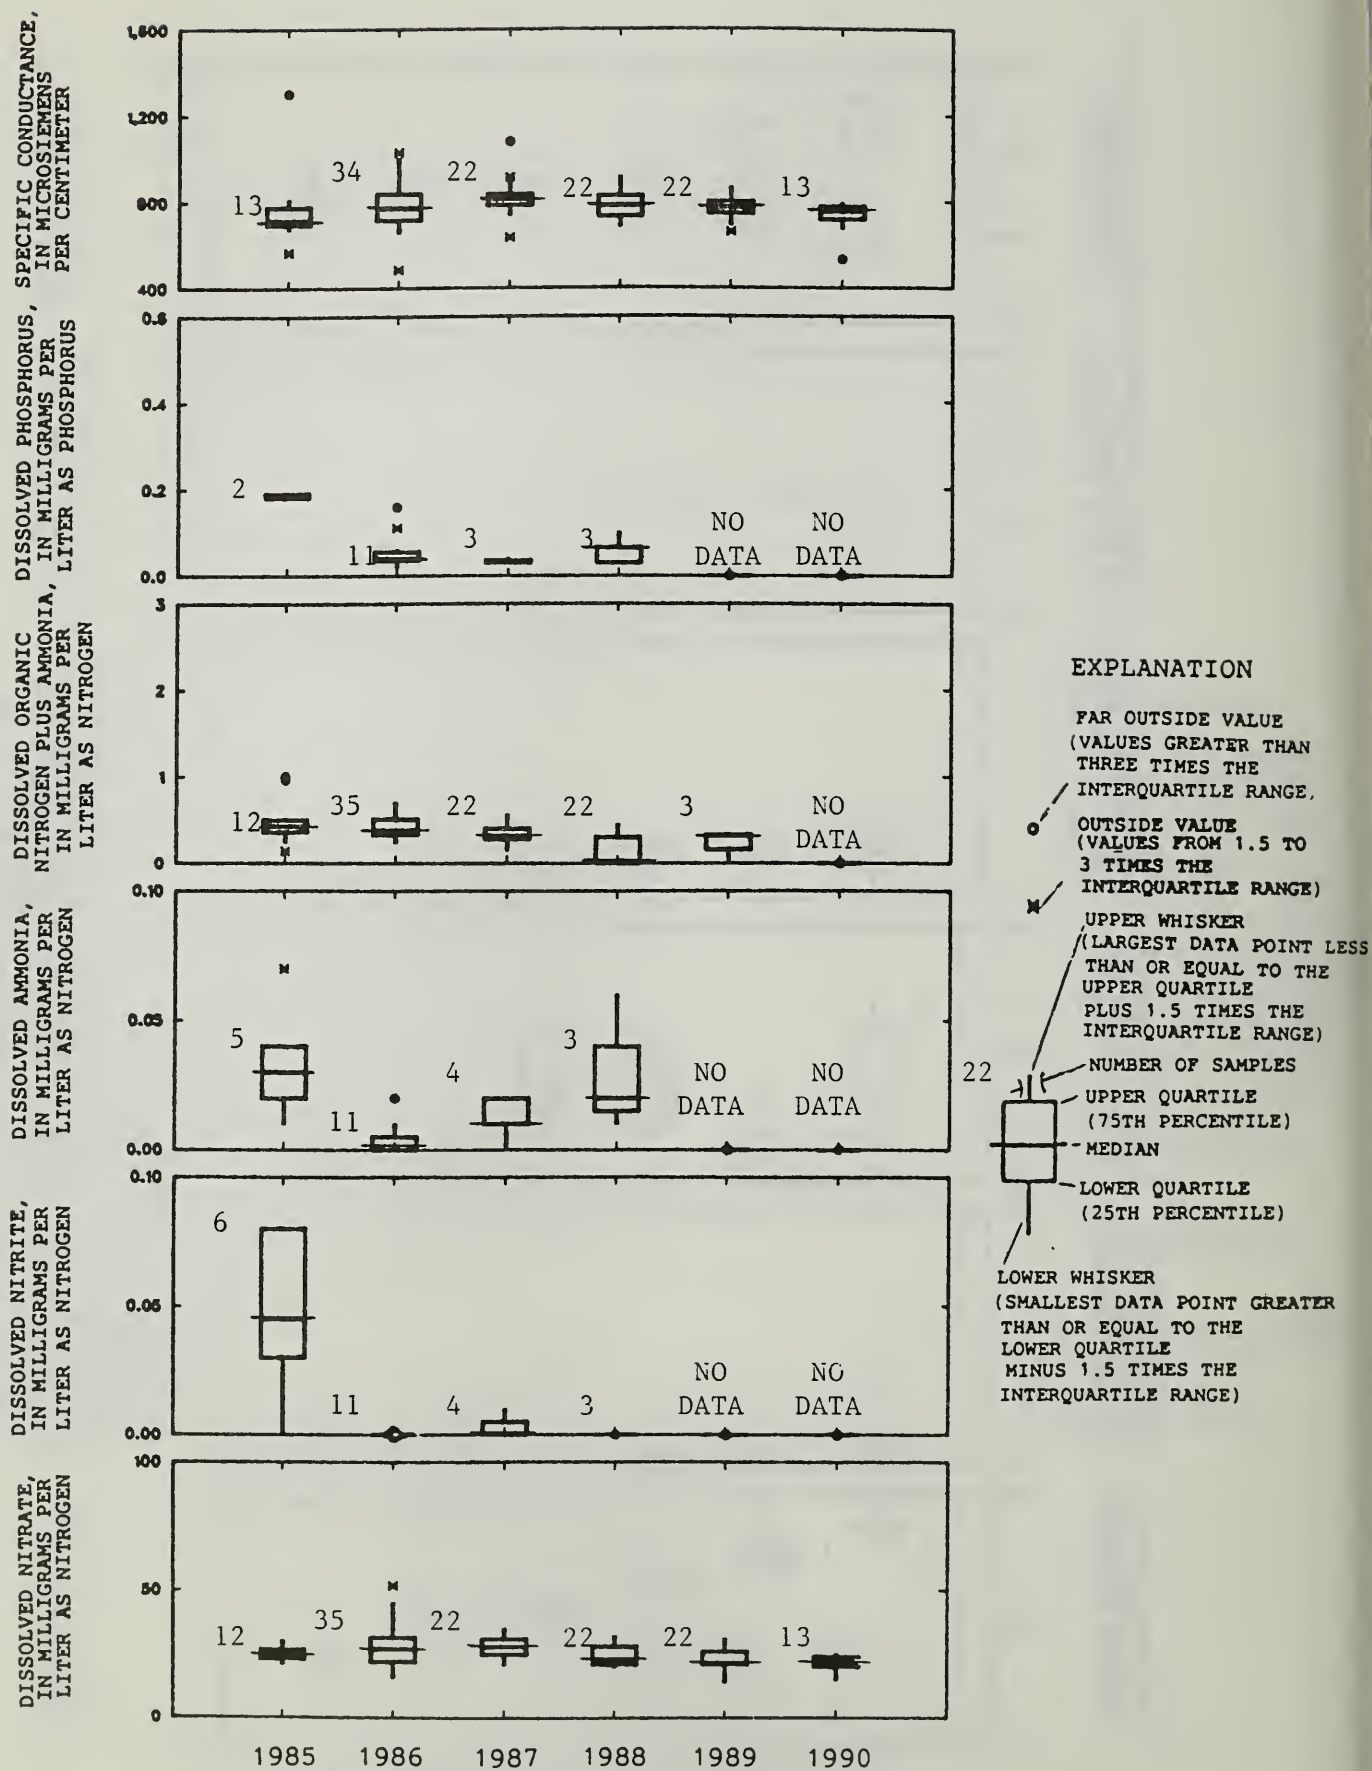 SPECIFIC CONDUCTANCE,
IN MICROSIEMENS
PER CENTIMETER
1,600
1,200
800
400
13
34
22
22
22
13
DISSOLVED PHOSPHORUS,
IN MILLIGRAMS PER
LITER AS PHOSPHORUS
0.6
0.4
0.2
0.0
2
11
3
3
NO
DATA
NO
DATA
DISSOLVED ORGANIC
NITROGEN PLUS AMMONIA,
IN MILLIGRAMS PER
LITER AS NITROGEN
3
2
1
0
12
35
22
22
3
NO
DATA
DISSOLVED AMMONIA,
IN MILLIGRAMS PER
LITER AS NITROGEN
0.10
0.05
0.00
5
11
4
3
NO
DATA
NO
DATA
DISSOLVED NITRITE,
IN MILLIGRAMS PER
LITER AS NITROGEN
0.10
0.05
0.00
6
11
4
3
NO
DATA
NO
DATA
DISSOLVED NITRATE,
IN MILLIGRAMS PER
LITER AS NITROGEN
100
50
0
12
35
22
22
22
13
1985
1986
1987
1988
1989
1990
EXPLANATION
FAR OUTSIDE VALUE
(VALUES GREATER THAN
THREE TIMES THE
INTERQUARTILE RANGE,
OUTSIDE VALUE
(VALUES FROM 1.5 TO
3 TIMES THE
INTERQUARTILE RANGE)
UPPER WHISKER
(LARGEST DATA POINT LESS
THAN OR EQUAL TO THE
UPPER QUARTILE
PLUS 1.5 TIMES THE
INTERQUARTILE RANGE)
22
NUMBER OF SAMPLES
UPPER QUARTILE
(75TH PERCENTILE)
MEDIAN
LOWER QUARTILE
(25TH PERCENTILE)
LOWER WHISKER
(SMALLEST DATA POINT GREATER
THAN OR EQUAL TO THE
LOWER QUARTILE
MINUS 1.5 TIMES THE
INTERQUARTILE RANGE)